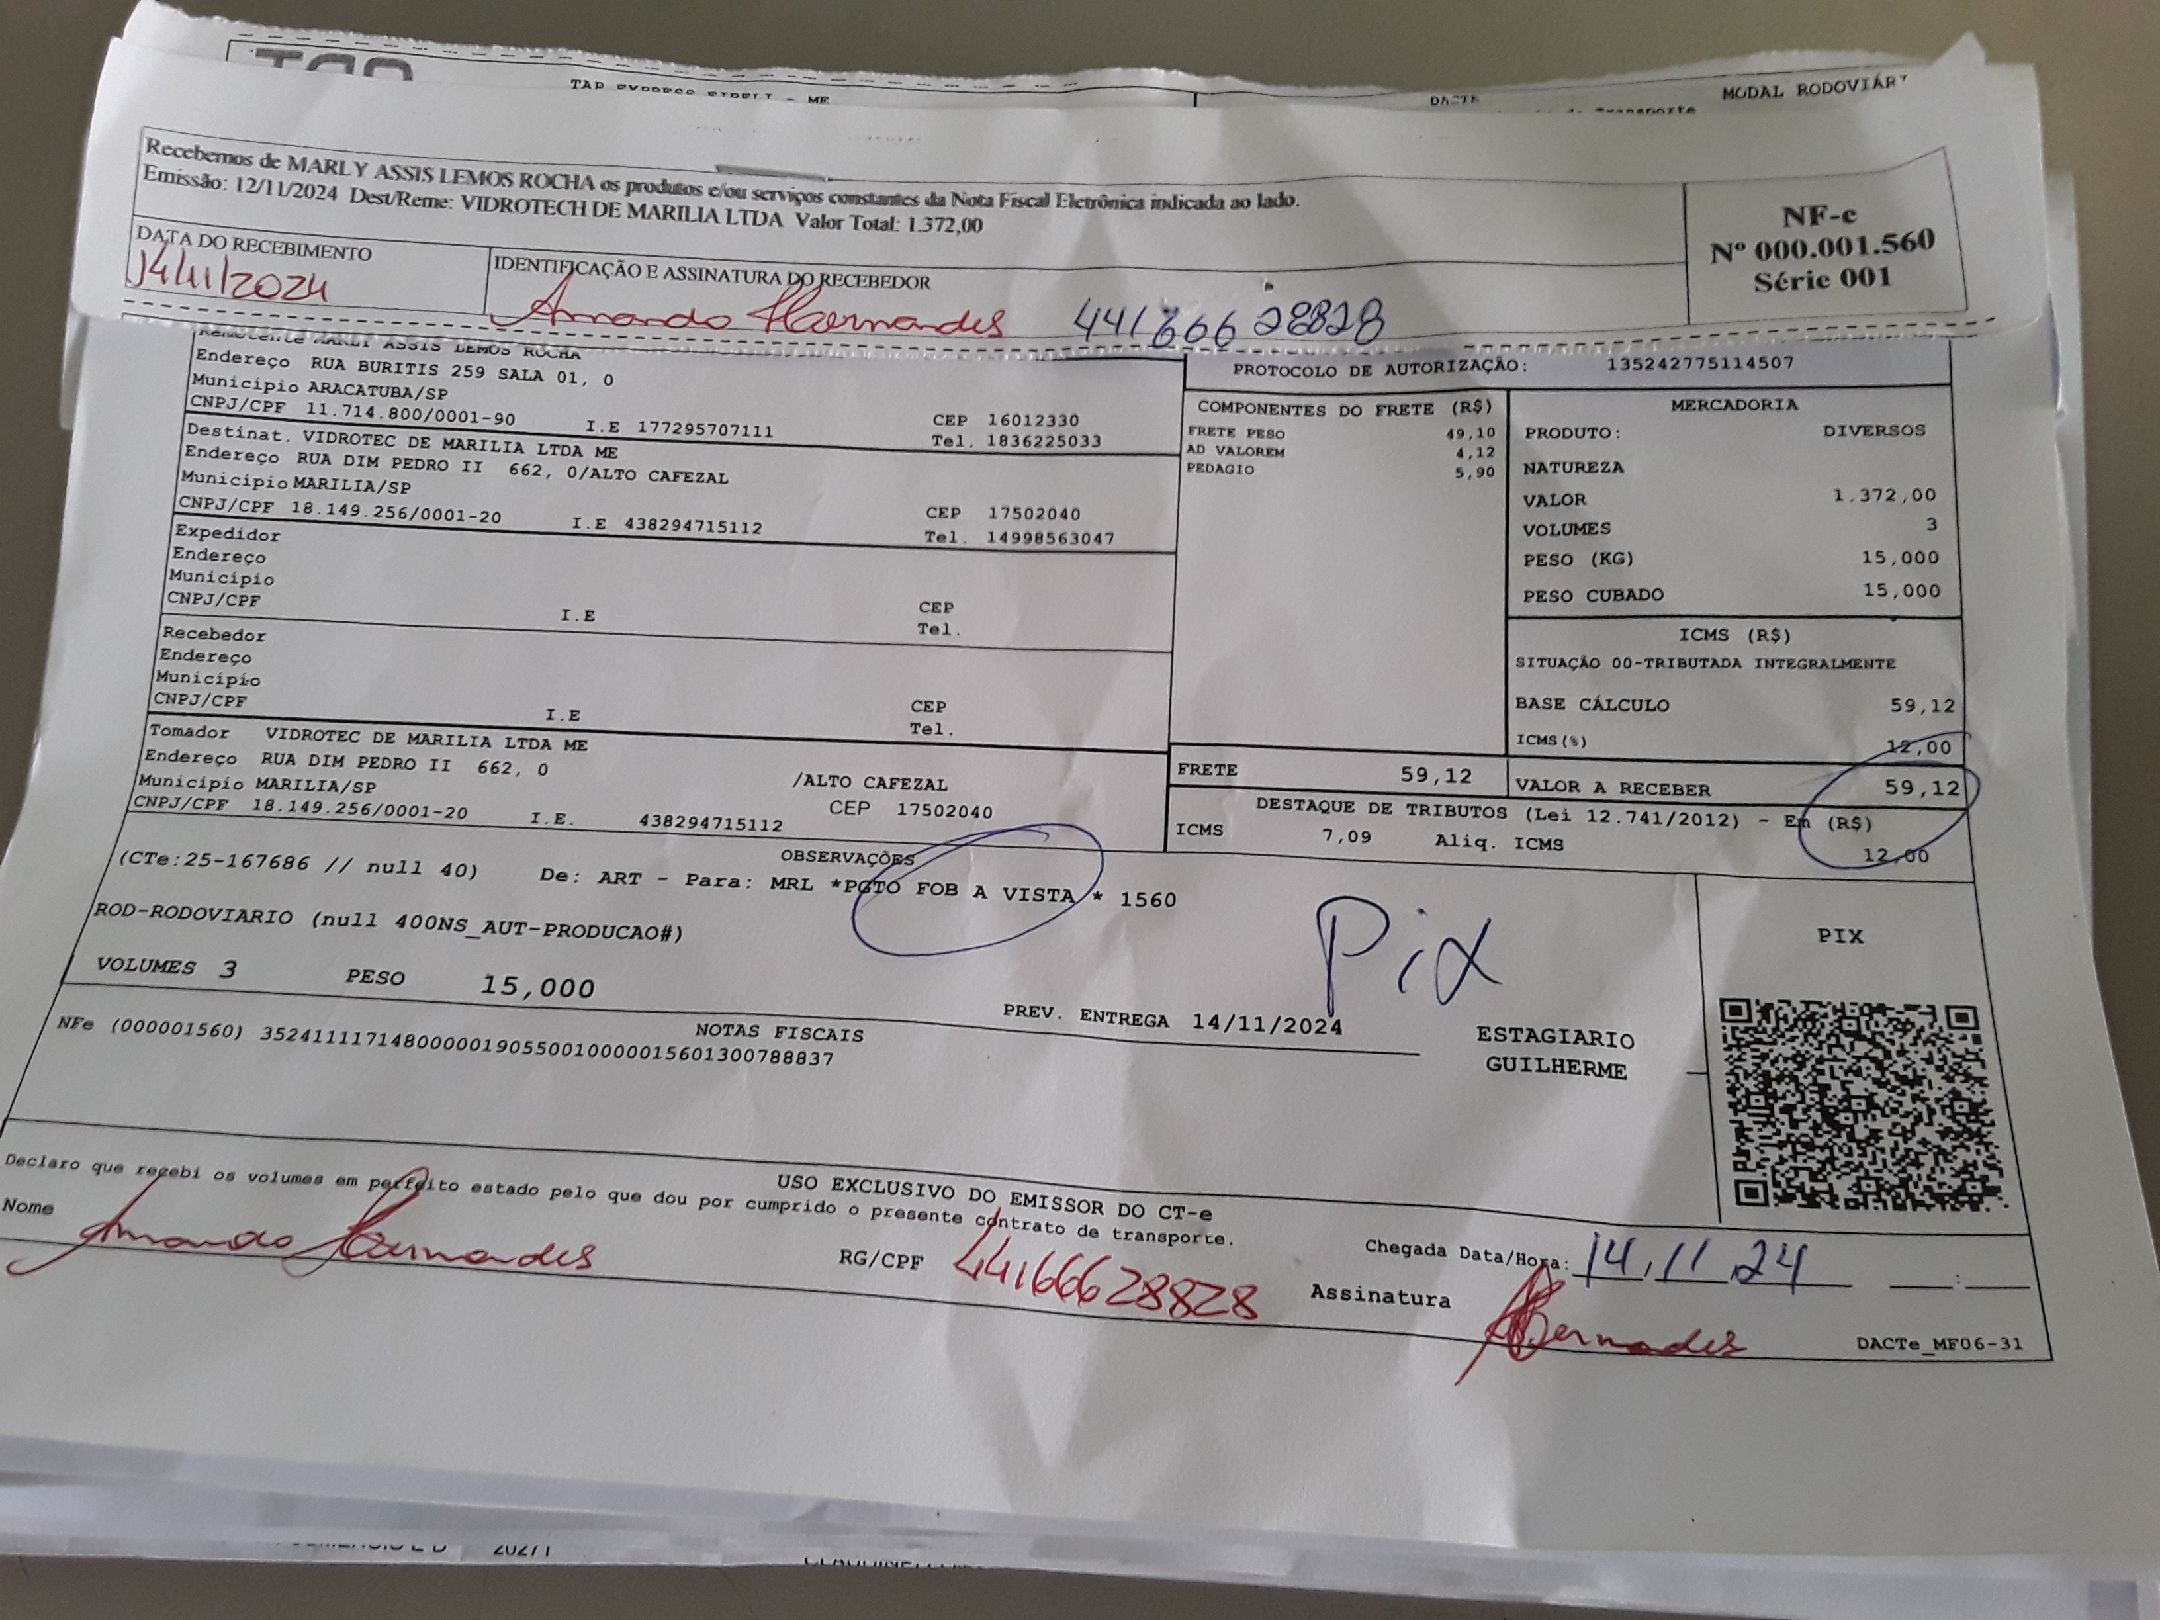 TAP EXPRESS EIRELI - ME
DACTE
MODAL RODOVIÁR
de Transporte
Recebemos de MARLY ASSIS LEMOS ROCHA os produtos e/ou serviços constantes da Nota Fiscal Eletrônica indicada ao lado.
Emissão: 12/11/2024 Dest/Reme: VIDROTECH DE MARILIA LTDA Valor Total: 1.372,00
DATA DO RECEBIMENTO
14/11/2024
IDENTIFICAÇÃO E ASSINATURA DO RECEBEDOR
44166628828
NF-e
Nº 000.001.560
Série 001
Remetente MARLY ASSIS LEMOS ROCHA
Endereço RUA BURITIS 259 SALA 01, 0
Município ARACATUBA/SP
CNPJ/CPF 11.714.800/0001-90 I.E 177295707111
CEP 16012330
Tel. 1836225033
Destinat. VIDROTEC DE MARILIA LTDA ME
Endereço RUA DIM PEDRO II 662, 0/ALTO CAFEZAL
Município MARILIA/SP
CNPJ/CPF 18.149.256/0001-20 I.E 438294715112
CEP 17502040
Tel. 14998563047
Expedidor
Endereço
Município
CNPJ/CPF I.E
CEP
Tel.
Recebedor
Endereço
Município
CNPJ/CPF I.E
CEP
Tel.
Tomador VIDROTEC DE MARILIA LTDA ME
Endereço RUA DIM PEDRO II 662, 0 /ALTO CAFEZAL
Município MARILIA/SP CEP 17502040
CNPJ/CPF 18.149.256/0001-20 I.E. 438294715112
PROTOCOLO DE AUTORIZAÇÃO: 135242775114507
COMPONENTES DO FRETE (R$)
FRETE PESO 49,10
AD VALOREM 4,12
PEDAGIO 5,90
MERCADORIA
PRODUTO: DIVERSOS
NATUREZA
VALOR 1.372,00
VOLUMES 3
PESO (KG) 15,000
PESO CUBADO 15,000
ICMS (R$)
SITUAÇÃO 00-TRIBUTADA INTEGRALMENTE
BASE CÁLCULO 59,12
ICMS(%) 12,00
FRETE 59,12
VALOR A RECEBER 59,12
DESTAQUE DE TRIBUTOS (Lei 12.741/2012) - Em (R$)
ICMS 7,09 Aliq. ICMS 12,00
OBSERVAÇÕES
(CTe:25-167686 // null 40) De: ART - Para: MRL *PGTO FOB A VISTA * 1560
ROD-RODOVIARIO (null 400NS_AUT-PRODUCAO#)
Pix
PIX
VOLUMES 3 PESO 15,000
PREV. ENTREGA 14/11/2024
ESTAGIARIO
GUILHERME
NOTAS FISCAIS
NFe (000001560) 35241111714800000190550010000015601300788837
USO EXCLUSIVO DO EMISSOR DO CT-e
Declaro que recebi os volumes em perfeito estado pelo que dou por cumprido o presente contrato de transporte.
Nome
RG/CPF 44166628828
Chegada Data/Hora: 14,11,24 :
Assinatura
DACTe_MF06-31